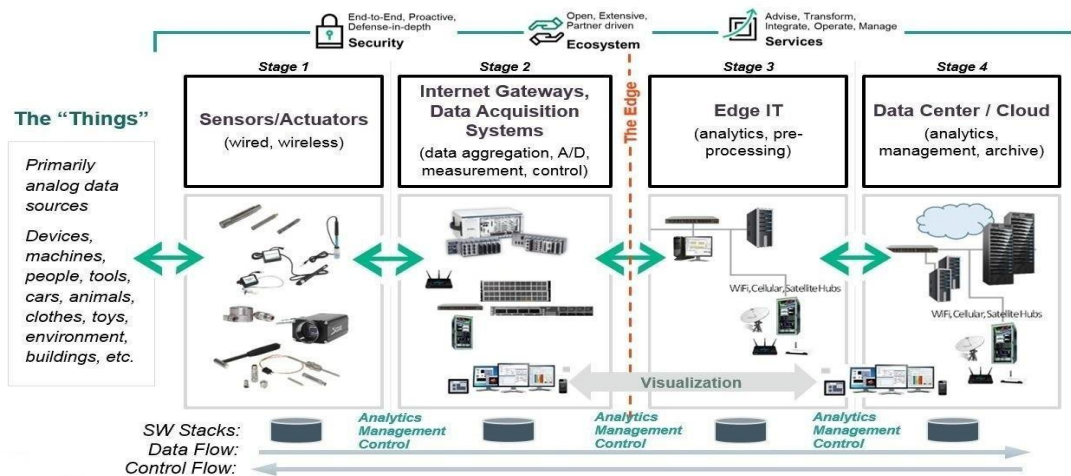 End-to-End, Proactive,
Defense-in-depth
Security
Open, Extensive,
Partner driven
Ecosystem
Advise, Transform,
Integrate, Operate, Manage
Services
The “Things”
Primarily
analog data
sources
Devices,
machines,
people, tools,
cars, animals,
clothes, toys,
environment,
buildings, etc.
Stage 1
Sensors/Actuators
(wired, wireless)
Stage 2
Internet Gateways,
Data Acquisition
Systems
(data aggregation, A/D,
measurement, control)
The Edge
Stage 3
Edge IT
(analytics, pre-
processing)
Stage 4
Data Center / Cloud
(analytics,
management, archive)
WiFi, Cellular, Satellite Hubs
WiFi, Cellular, Satellite Hubs
Visualization
SW Stacks:
Analytics
Management
Control
Analytics
Management
Control
Analytics
Management
Control
Data Flow:
Control Flow: